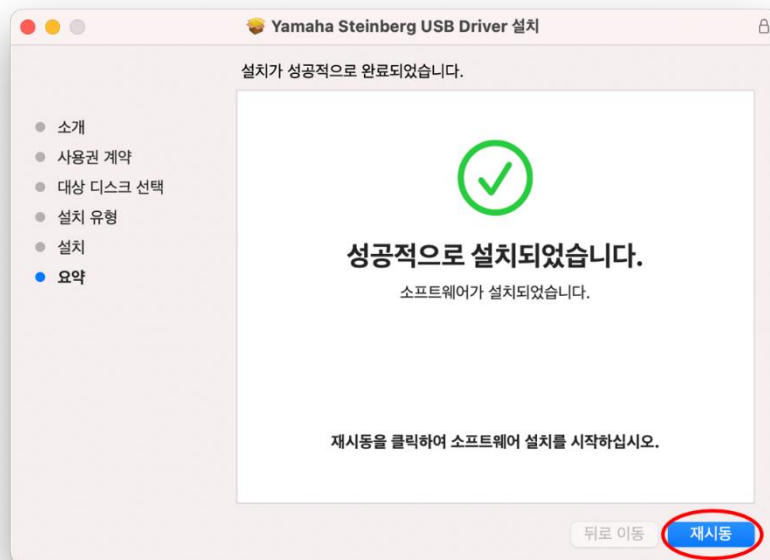 Yamaha Steinberg USB Driver 설치
설치가 성공적으로 완료되었습니다.
소개
사용권 계약
대상 디스크 선택
설치 유형
설치
요약
성공적으로 설치되었습니다.
소프트웨어가 설치되었습니다.
재시동을 클릭하여 소프트웨어 설치를 시작하십시오.
뒤로 이동
재시동